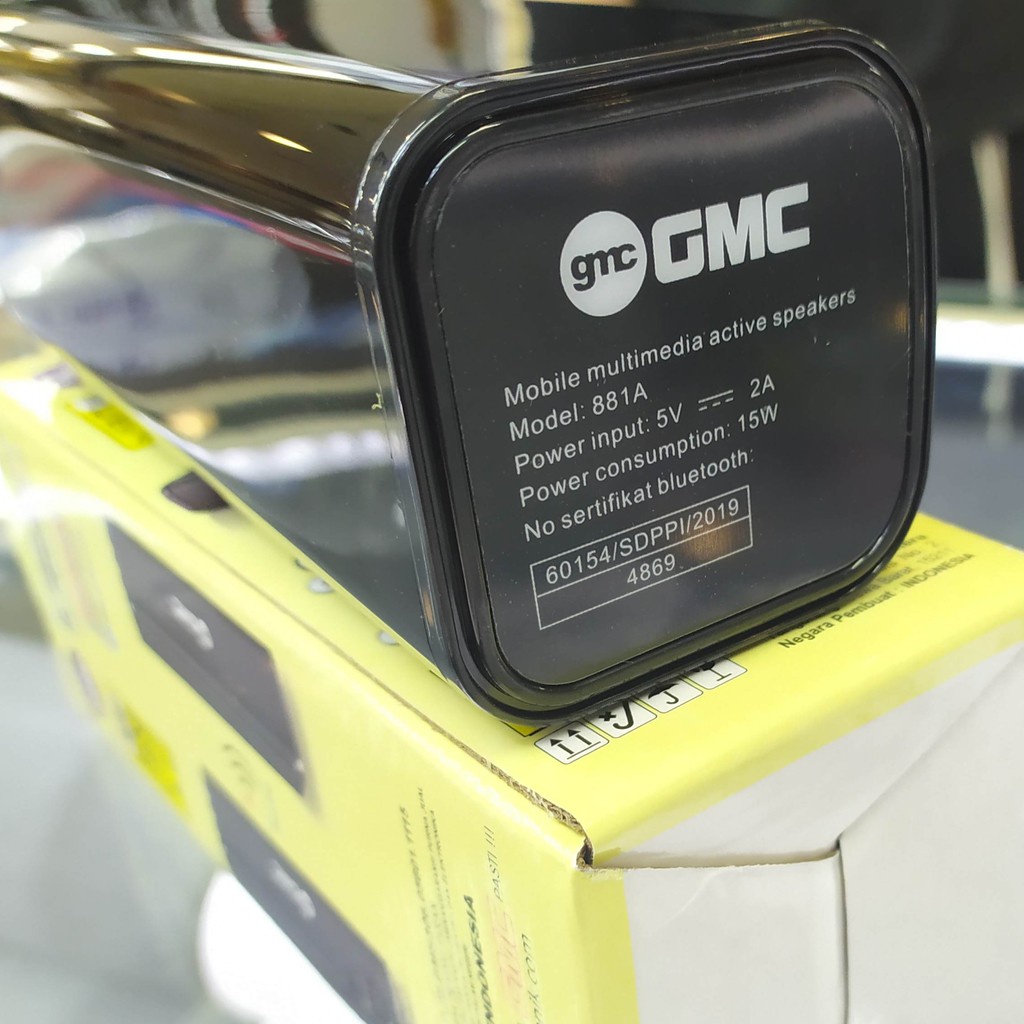 gmc GMC
Mobile multimedia active speakers
Model: 881A
Power input: 5V ⎓ 2A
Power consumption: 15W
No sertifikat bluetooth:
60154/SDPPI/2019
4869
Negara Pembuat : INDONESIA
PASTI !!!